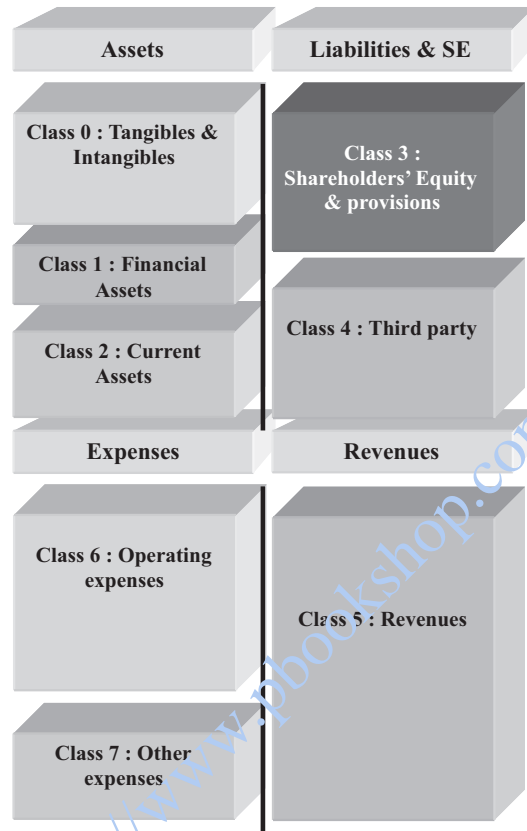 Assets
Liabilities & SE
Class 0 : Tangibles &
Intangibles
Class 1 : Financial
Assets
Class 2 : Current
Assets
Class 3 :
Shareholders’ Equity
& provisions
Class 4 : Third party
Expenses
Revenues
Class 6 : Operating
expenses
Class 7 : Other
expenses
Class 5 : Revenues
//www.pbookshop.com